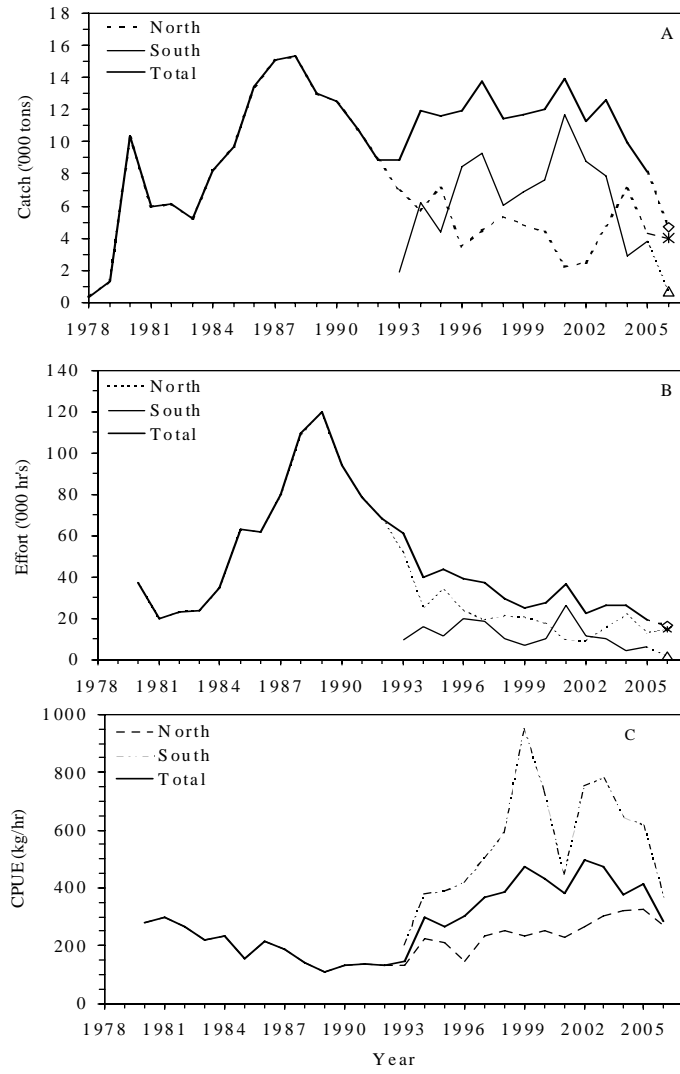 18
16
14
12
10
8
6
4
2
0
Catch ('000 tons)
North
South
Total
A
1978 1981 1984 1987 1990 1993 1996 1999 2002 2005
140
120
100
80
60
40
20
0
Effort ('000 hr's)
North
South
Total
B
1978 1981 1984 1987 1990 1993 1996 1999 2002 2005
1000
800
600
400
200
0
CPUE (kg/hr)
North
South
Total
C
1978 1981 1984 1987 1990 1993 1996 1999 2002 2005
Year